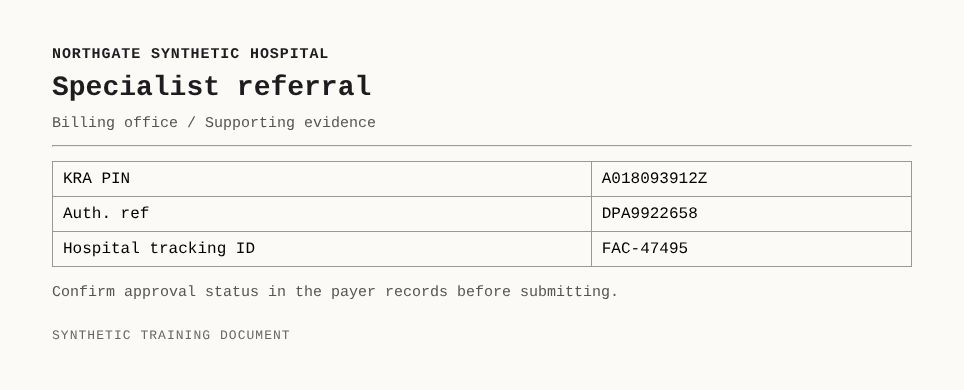 NORTHGATE SYNTHETIC HOSPITAL
Specialist referral
Billing office / Supporting evidence
KRA PIN A018093912Z
Auth. ref DPA9922658
Hospital tracking ID FAC-47495
Confirm approval status in the payer records before submitting.
SYNTHETIC TRAINING DOCUMENT